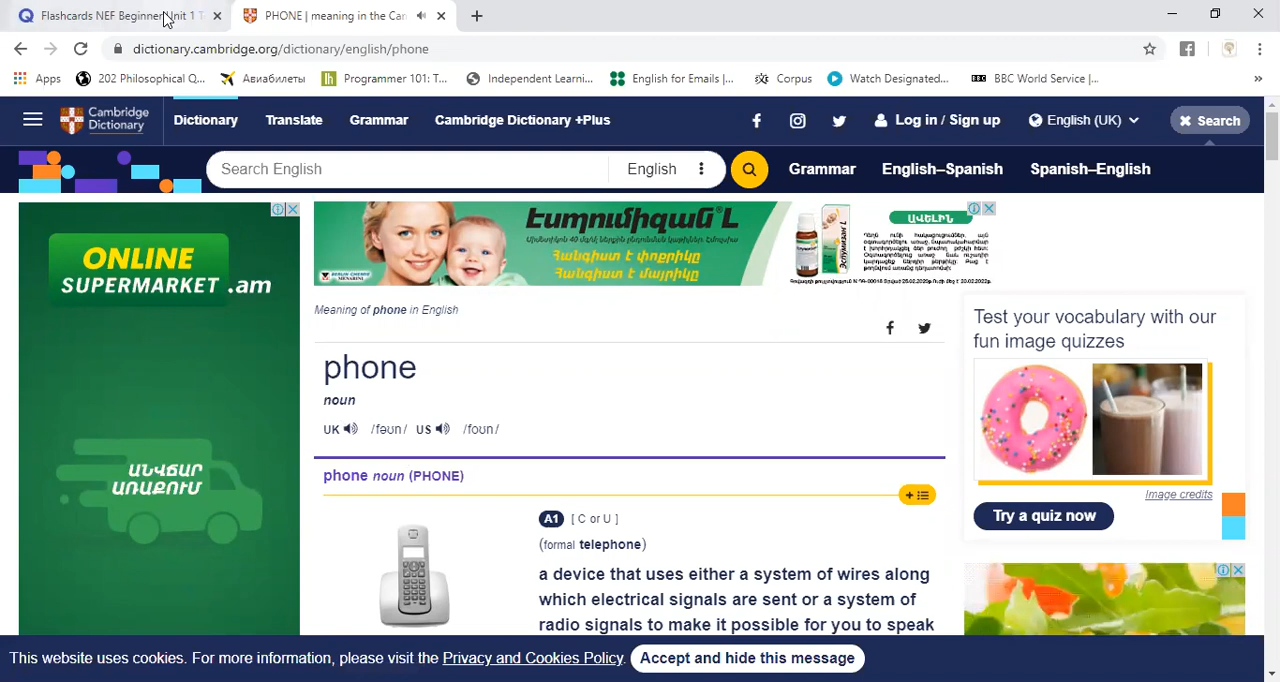 Flashcards NEF Beginner Unit 1 T
PHONE | meaning in the Car
dictionary.cambridge.org/dictionary/english/phone
Apps
202 Philosophical Q...
Авиабилеты
Programmer 101: T...
Independent Learni...
English for Emails |...
Corpus
Watch Designated...
BBC World Service |...
Cambridge Dictionary
Dictionary
Translate
Grammar
Cambridge Dictionary +Plus
Log in / Sign up
English (UK)
Search
Search English
English
Grammar
English–Spanish
Spanish–English
ONLINE
SUPERMARKET .am
ԱՆՎՃԱՐ
ԱՌԱՔՈՒՄ
Էսպումիզան® L
Հանգիստ է փոքրիկը
Հանգիստ է մայրիկը
BERLIN-CHEMIE
MENARINI
ԱՎԵԼԻՆ
Meaning of phone in English
phone
noun
UK /fəʊn/ US /foʊn/
phone noun (PHONE)
A1 [ C or U ]
(formal telephone)
a device that uses either a system of wires along
which electrical signals are sent or a system of
radio signals to make it possible for you to speak
Test your vocabulary with our
fun image quizzes
Image credits
Try a quiz now
This website uses cookies. For more information, please visit the Privacy and Cookies Policy.
Accept and hide this message